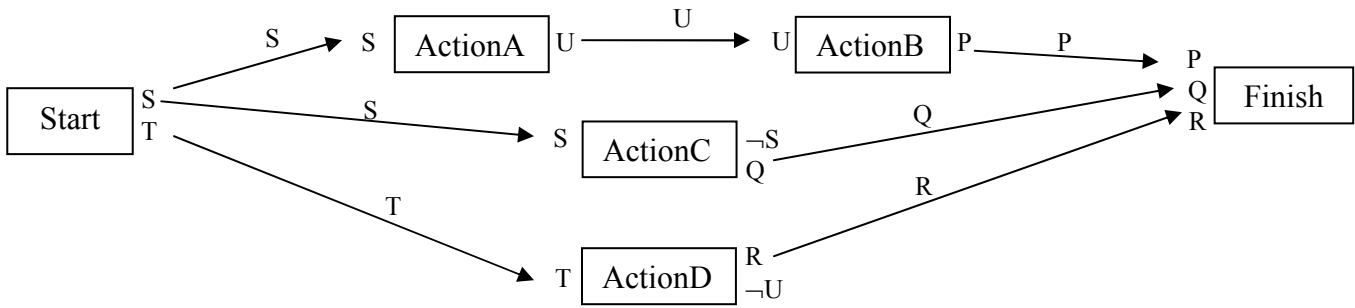 S S ActionA U U U ActionB P P P
Start S T
S S ActionC ¬S Q Q
Q R Finish
T T ActionD R ¬U R